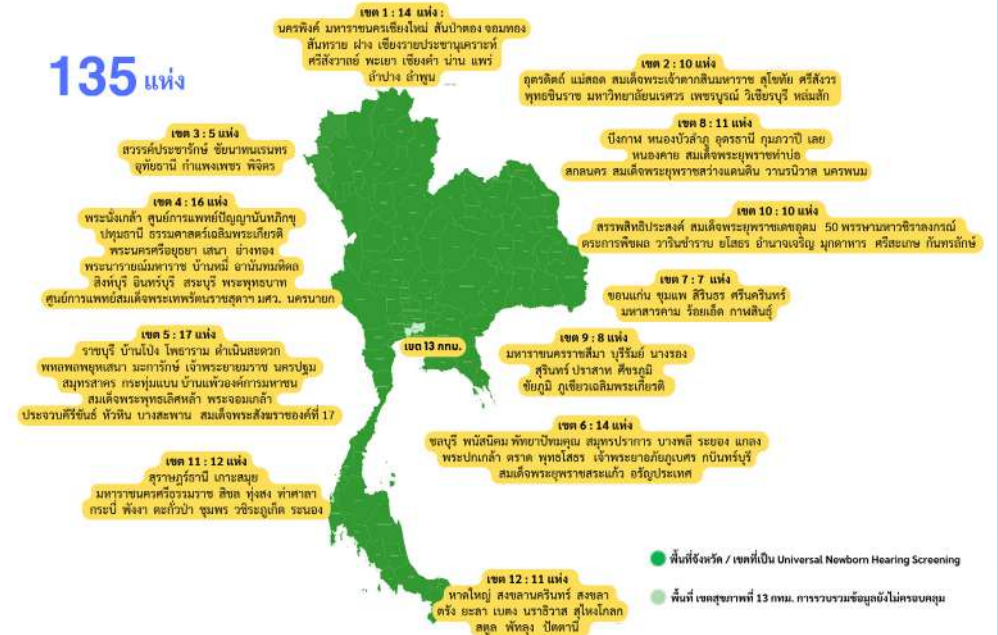 135 แห่ง
เขต 1 : 14 แห่ง :
นครพิงค์ มหาราชนครเชียงใหม่ สันป่าตอง จอมทอง
สันทราย ฝาง เชียงรายประชานุเคราะห์
ศรีสังวาลย์ พะเยา เชียงคำ น่าน แพร่
ลำปาง ลำพูน
เขต 2 : 10 แห่ง
อุตรดิตถ์ แม่สอด สมเด็จพระเจ้าตากสินมหาราช สุโขทัย ศรีสังวร
พุทธชินราช มหาวิทยาลัยนเรศวร เพชรบูรณ์ วิเชียรบุรี หล่มสัก
เขต 3 : 5 แห่ง
สวรรค์ประชารักษ์ ชัยนาทนเรนทร
อุทัยธานี กำแพงเพชร พิจิตร
เขต 8 : 11 แห่ง
บึงกาฬ หนองบัวลำภู อุดรธานี กุมภวาปี เลย
หนองคาย สมเด็จพระยุพราชท่าบ่อ
สกลนคร สมเด็จพระยุพราชสว่างแดนดิน วานรนิวาส นครพนม
เขต 4 : 16 แห่ง
พระนั่งเกล้า ศูนย์การแพทย์ปัญญานันทภิกขุ
ปทุมธานี ธรรมศาสตร์เฉลิมพระเกียรติ
พระนครศรีอยุธยา เสนา อ่างทอง
พระนารายณ์มหาราช บ้านหมี่ อานันทมหิดล
สิงห์บุรี อินทร์บุรี สระบุรี พระพุทธบาท
ศูนย์การแพทย์สมเด็จพระเทพรัตนราชสุดาฯ มศว. นครนายก
เขต 10 : 10 แห่ง
สรรพสิทธิประสงค์ สมเด็จพระยุพราชเดชอุดม 50 พรรษามหาวชิราลงกรณ์
ตระการพืชผล วารินชำราบ ยโสธร อำนาจเจริญ มุกดาหาร ศรีสะเกษ กันทรลักษ์
เขต 7 : 7 แห่ง
ขอนแก่น ชุมแพ สิรินธร ศรีนครินทร์
มหาสารคาม ร้อยเอ็ด กาฬสินธุ์
เขต 13 กทบ.
เขต 5 : 17 แห่ง
ราชบุรี บ้านโป่ง โพธาราม ดำเนินสะดวก
พหลพลพยุหเสนา มะการักษ์ เจ้าพระยายมราช นครปฐม
สมุทรสาคร กระทุ่มแบน บ้านแพ้วองค์การมหาชน
สมเด็จพระพุทธเลิศหล้า พระจอมเกล้า
ประจวบคีรีขันธ์ หัวหิน บางสะพาน สมเด็จพระสังฆราชองค์ที่ 17
เขต 9 : 8 แห่ง
มหาราชนครราชสีมา บุรีรัมย์ นางรอง
สุรินทร์ ปราสาท ศีขรภูมิ
ชัยภูมิ ภูเขียวเฉลิมพระเกียรติ
เขต 6 : 14 แห่ง
ชลบุรี พนัสนิคม พัทยาปัทมคุณ สมุทรปราการ บางพลี ระยอง แกลง
พระปกเกล้า ตราด พุทธโสธร เจ้าพระยาอภัยภูเบศร กบินทร์บุรี
สมเด็จพระยุพราชสระแก้ว อรัญประเทศ
เขต 11 : 12 แห่ง
สุราษฎร์ธานี เกาะสมุย
มหาราชนครศรีธรรมราช สิชล ทุ่งสง ท่าศาลา
กระบี่ พังงา ตะกั่วป่า ชุมพร วชิระภูเก็ต ระนอง
เขต 12 : 11 แห่ง
หาดใหญ่ สงขลานครินทร์ สงขลา
ตรัง ยะลา เบตง นราธิวาส สุไหงโกลก
สตูล พัทลุง ปัตตานี
พื้นที่จังหวัด / เขตที่เป็น Universal Newborn Hearing Screening
พื้นที่ เขตสุขภาพที่ 13 กทม. การรวบรวมข้อมูลยังไม่ครอบคลุม